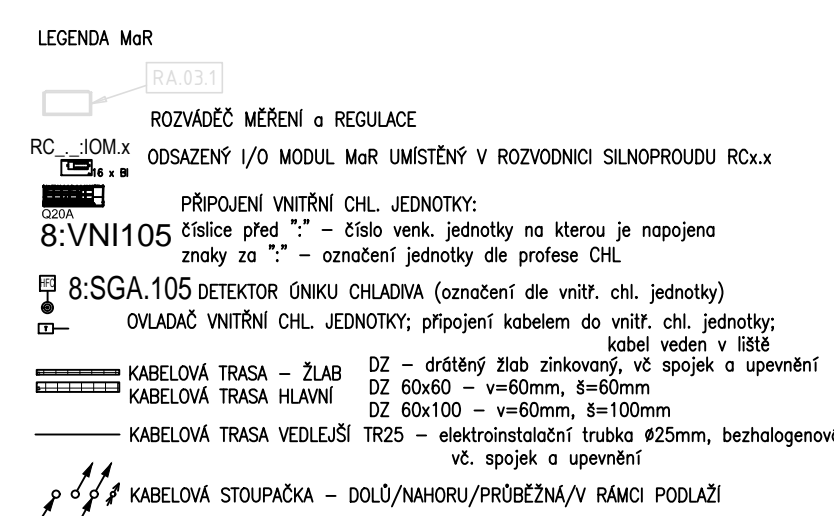 LEGENDA MaR
RA.03.1
ROZVÁDĚČ MĚŘENÍ a REGULACE
RC_._:IOM.x
16 x BI
ODSAZENÝ I/O MODUL MaR UMÍSTĚNÝ V ROZVODNICI SILNOPROUDU RCx.x
Q20A
8:VNI105
PŘIPOJENÍ VNITŘNÍ CHL. JEDNOTKY:
číslice před ":" – číslo venk. jednotky na kterou je napojena
znaky za ":" – označení jednotky dle profese CHL
HFC
8:SGA.105 DETEKTOR ÚNIKU CHLADIVA (označení dle vnitř. chl. jednotky)
T
OVLADAČ VNITŘNÍ CHL. JEDNOTKY; připojení kabelem do vnitř. chl. jednotky;
kabel veden v liště
KABELOVÁ TRASA – ŽLAB
KABELOVÁ TRASA HLAVNÍ
DZ – drátěný žlab zinkovaný, vč spojek a upevnění
DZ 60x60 – v=60mm, š=60mm
DZ 60x100 – v=60mm, š=100mm
KABELOVÁ TRASA VEDLEJŠÍ TR25 – elektroinstalační trubka ø25mm, bezhalogenov
vč. spojek a upevnění
KABELOVÁ STOUPAČKA – DOLŮ/NAHORU/PRŮBĚŽNÁ/V RÁMCI PODLAŽÍ